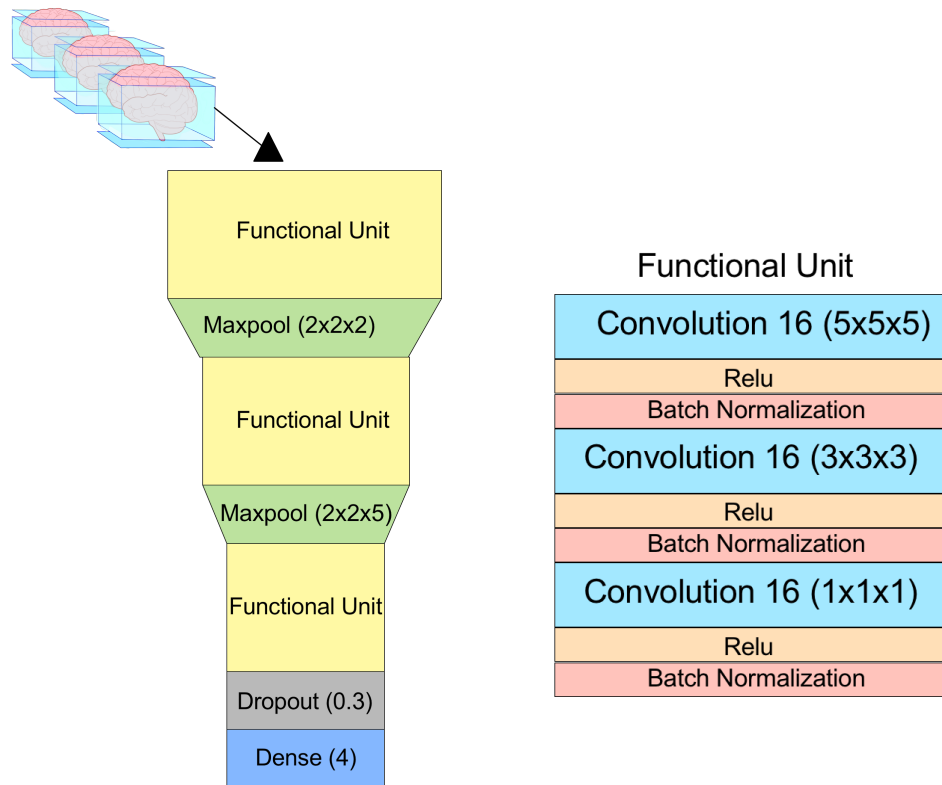 Functional Unit
Maxpool (2x2x2)
Functional Unit
Maxpool (2x2x5)
Functional Unit
Dropout (0.3)
Dense (4)
Functional Unit
Convolution 16 (5x5x5)
Relu
Batch Normalization
Convolution 16 (3x3x3)
Relu
Batch Normalization
Convolution 16 (1x1x1)
Relu
Batch Normalization